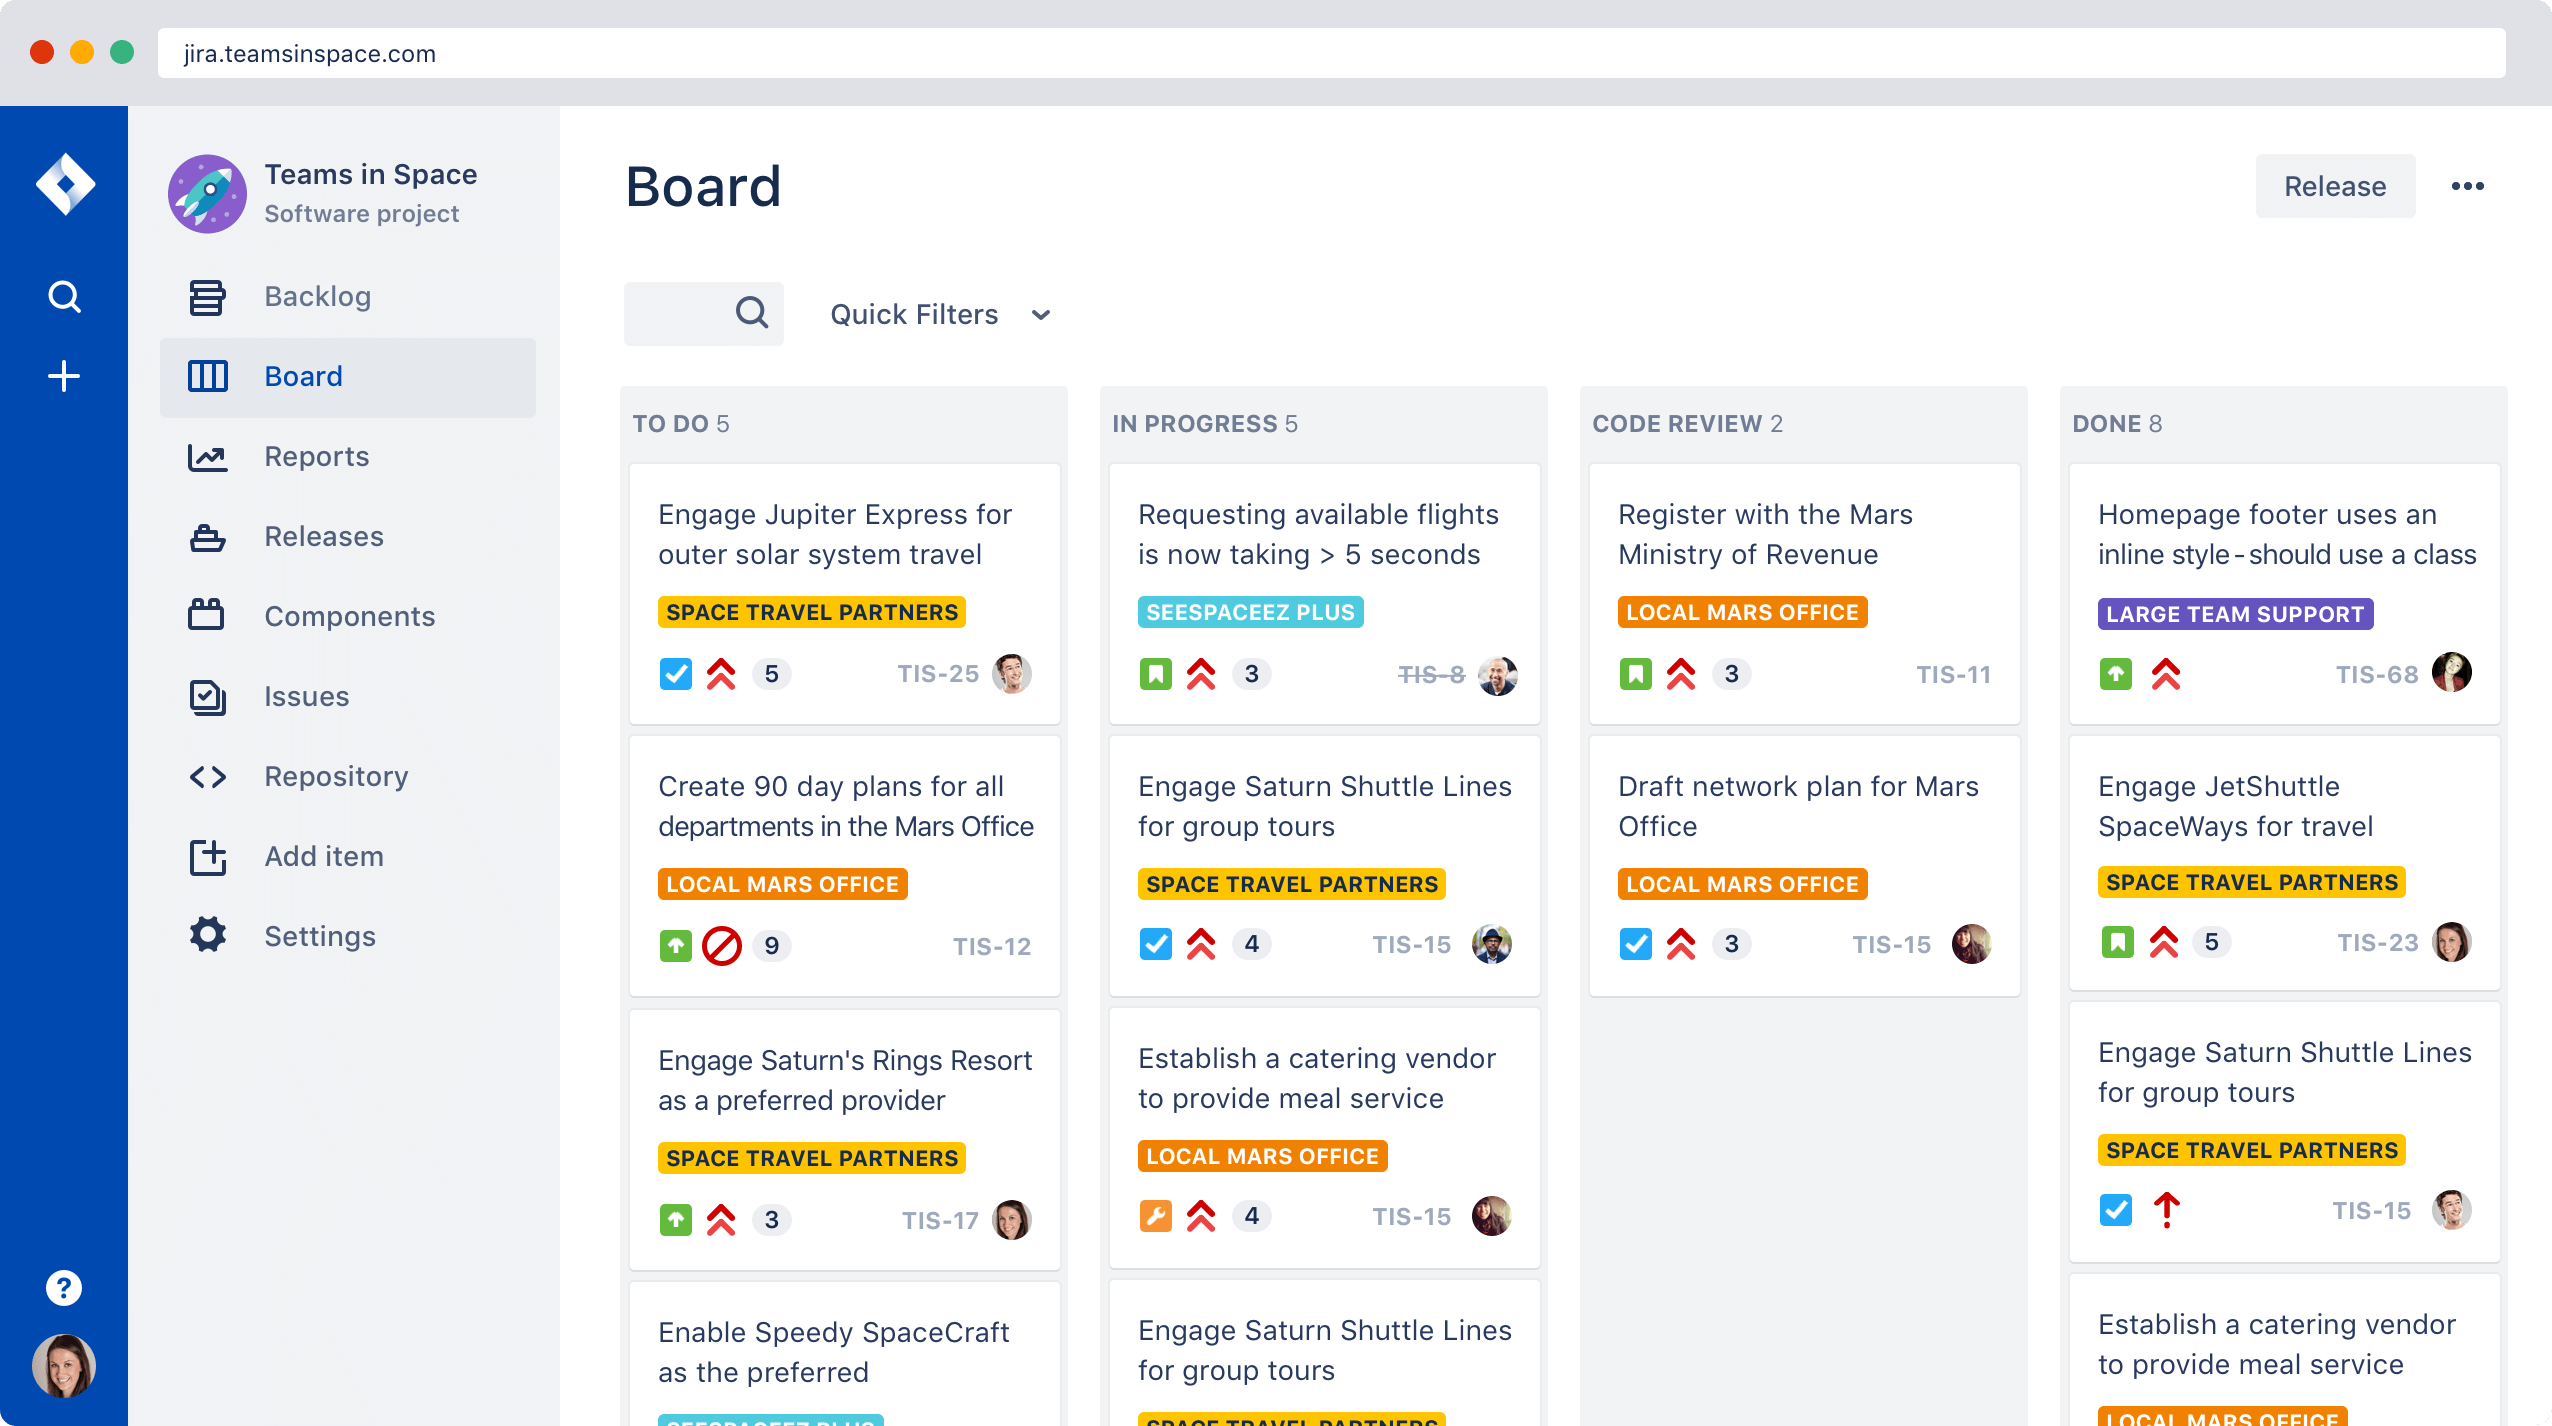 jira.teamsinspace.com
Teams in Space
Software project
Backlog
Board
Reports
Releases
Components
Issues
Repository
Add item
Settings
?
Board
Release
Quick Filters
TO DO 5
Engage Jupiter Express for
outer solar system travel
SPACE TRAVEL PARTNERS
5 TIS-25
Create 90 day plans for all
departments in the Mars Office
LOCAL MARS OFFICE
9 TIS-12
Engage Saturn's Rings Resort
as a preferred provider
SPACE TRAVEL PARTNERS
3 TIS-17
Enable Speedy SpaceCraft
as the preferred
SEESPACEEZ PLUS
IN PROGRESS 5
Requesting available flights
is now taking > 5 seconds
SEESPACEEZ PLUS
3 TIS-8
Engage Saturn Shuttle Lines
for group tours
SPACE TRAVEL PARTNERS
4 TIS-15
Establish a catering vendor
to provide meal service
LOCAL MARS OFFICE
4 TIS-15
Engage Saturn Shuttle Lines
for group tours
SPACE TRAVEL PARTNERS
CODE REVIEW 2
Register with the Mars
Ministry of Revenue
LOCAL MARS OFFICE
3 TIS-11
Draft network plan for Mars
Office
LOCAL MARS OFFICE
3 TIS-15
DONE 8
Homepage footer uses an
inline style-should use a class
LARGE TEAM SUPPORT
TIS-68
Engage JetShuttle
SpaceWays for travel
SPACE TRAVEL PARTNERS
5 TIS-23
Engage Saturn Shuttle Lines
for group tours
SPACE TRAVEL PARTNERS
TIS-15
Establish a catering vendor
to provide meal service
LOCAL MARS OFFICE